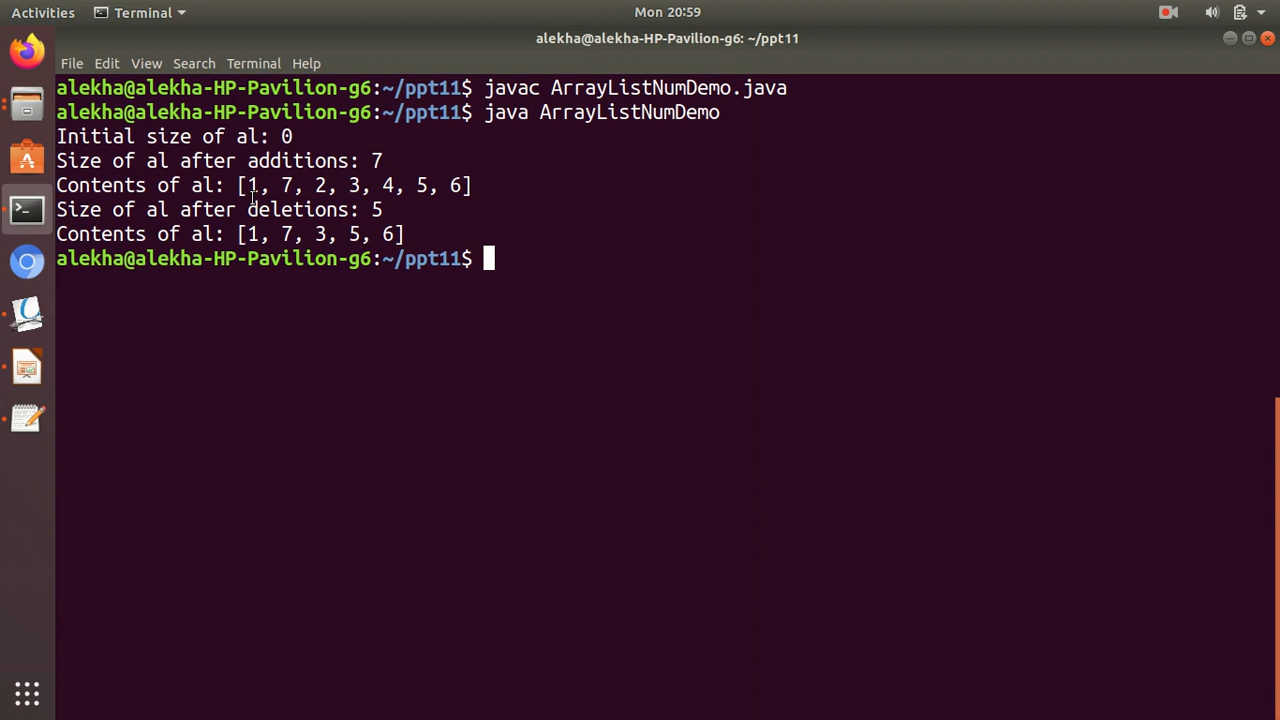 Activities Terminal Mon 20:59
alekha@alekha-HP-Pavilion-g6: ~/ppt11
File Edit View Search Terminal Help
alekha@alekha-HP-Pavilion-g6:~/ppt11$ javac ArrayListNumDemo.java
alekha@alekha-HP-Pavilion-g6:~/ppt11$ java ArrayListNumDemo
Initial size of al: 0
Size of al after additions: 7
Contents of al: [1, 7, 2, 3, 4, 5, 6]
Size of al after deletions: 5
Contents of al: [1, 7, 3, 5, 6]
alekha@alekha-HP-Pavilion-g6:~/ppt11$